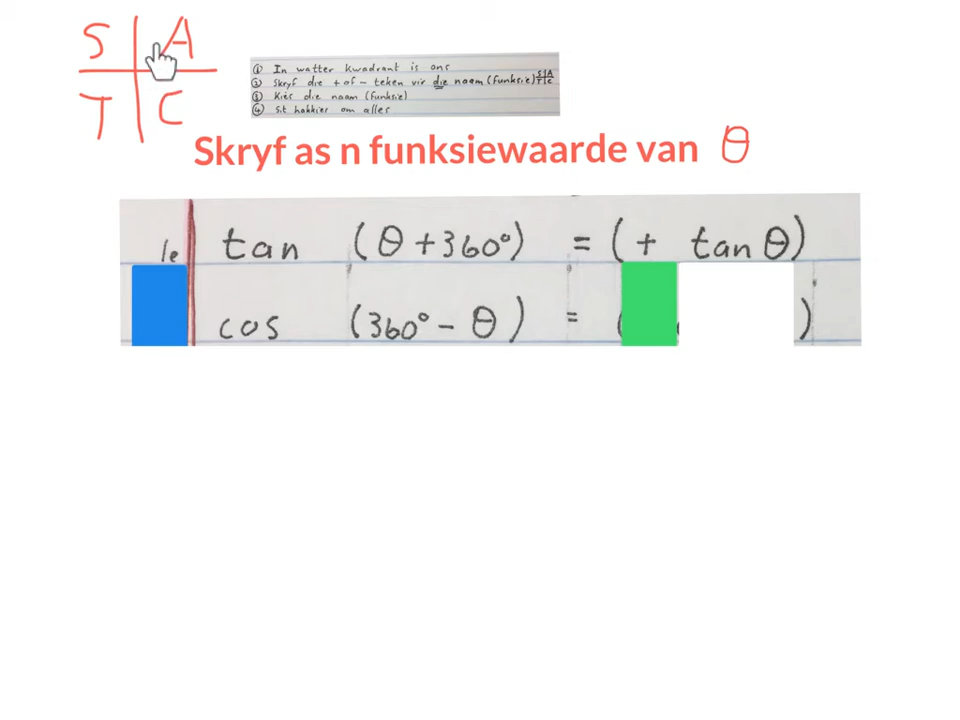 S A
T C
① In watter kwadrant is ons
② Skryf die + of - teken vir die naam (funksie) S A T C
③ Kies die naam (funksie)
④ Sit hakkies om alles
Skryf as n funksiewaarde van θ
1e tan (θ + 360°) = (+ tan θ)
cos (360° - θ) = ( )